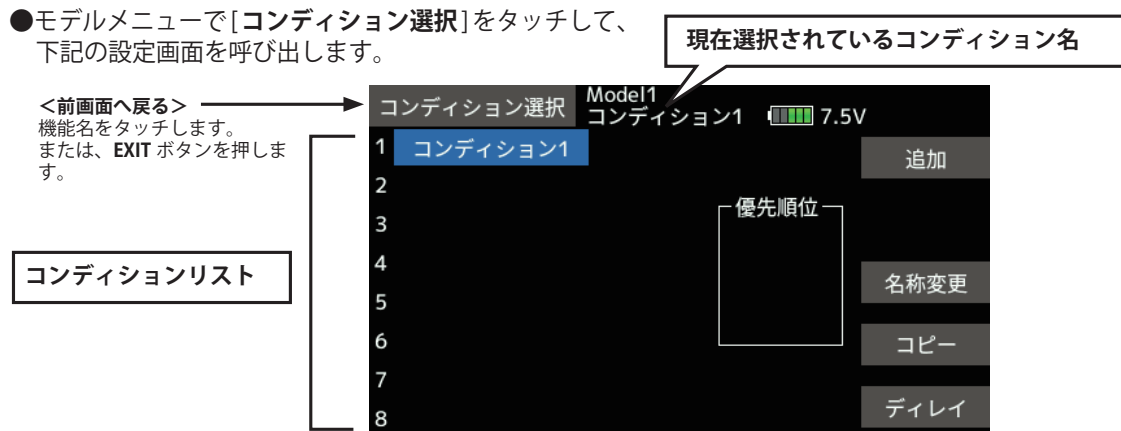 ●モデルメニューで[コンディション選択]をタッチして、
下記の設定画面を呼び出します。
現在選択されているコンディション名
<前画面へ戻る>
機能名をタッチします。
または、EXIT ボタンを押しま
す。
コンディション選択
Model1
コンディション1 7.5V
1 コンディション1
追加
2
優先順位
3
4
コンディションリスト
名称変更
5
6
コピー
7
ディレイ
8